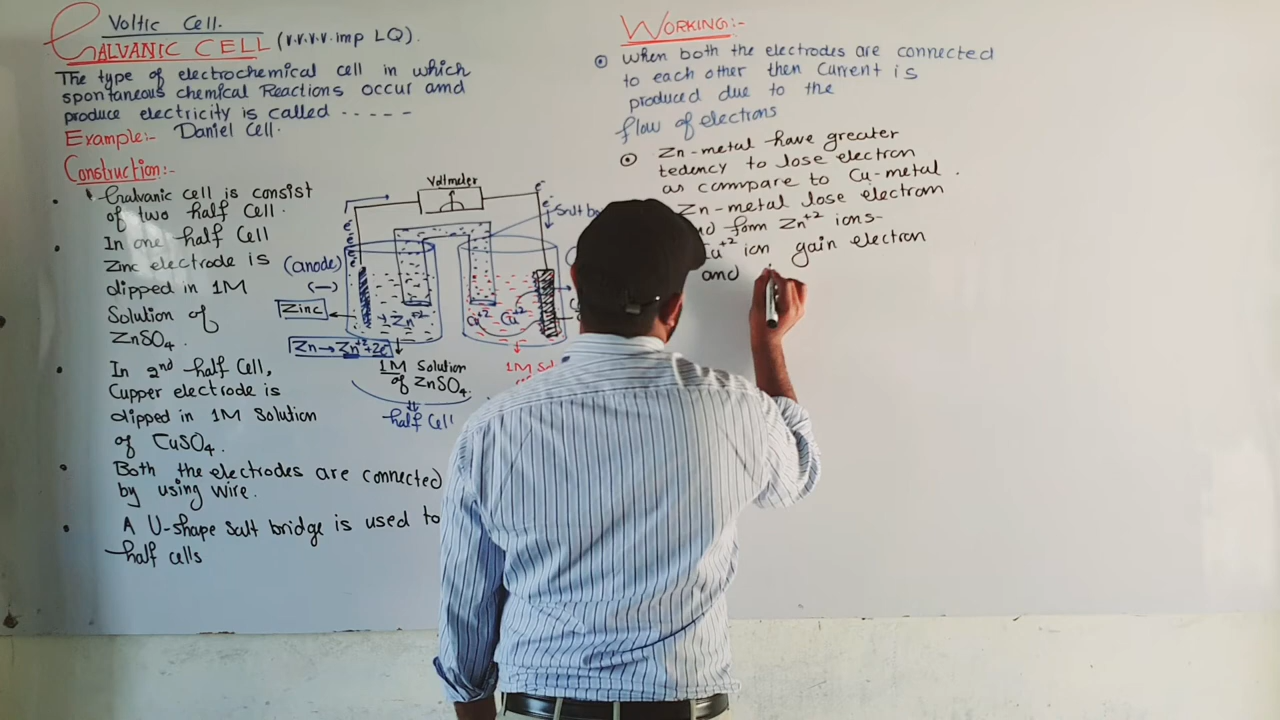 Voltic Cell.
GALVANIC CELL (v.v.v.v.imp LQ).
The type of electrochemical cell in which
spontaneous chemical Reactions occur and
produce electricity is called -----
Example:- Daniel Cell.
Construction:-
Galvanic cell is consist
of two half Cell.
In one half Cell
Zinc electrode is
dipped in 1M
Solution of
ZnSO4.
In 2nd half Cell,
Cupper electrode is
dipped in 1M Solution
of CuSO4.
Both the electrodes are connected
by using wire.
A U-shape salt bridge is used to
half cells
Voltmeter
e-
e-
e-
e-
e-
e-
Salt
(anode)
(-)
Zinc
Zn+2
Cu+2
Cu+2
Zn→Zn+2+2e-
1M Solution
of ZnSO4.
half Cell
1M
WORKING:-
When both the electrodes are connected
to each other then Current is
produced due to the
flow of electrons
Zn-metal have greater
tedency to lose electron
as compare to Cu-metal.
Zn-metal lose electron
form Zn+2 ions-
ion gain electron
and